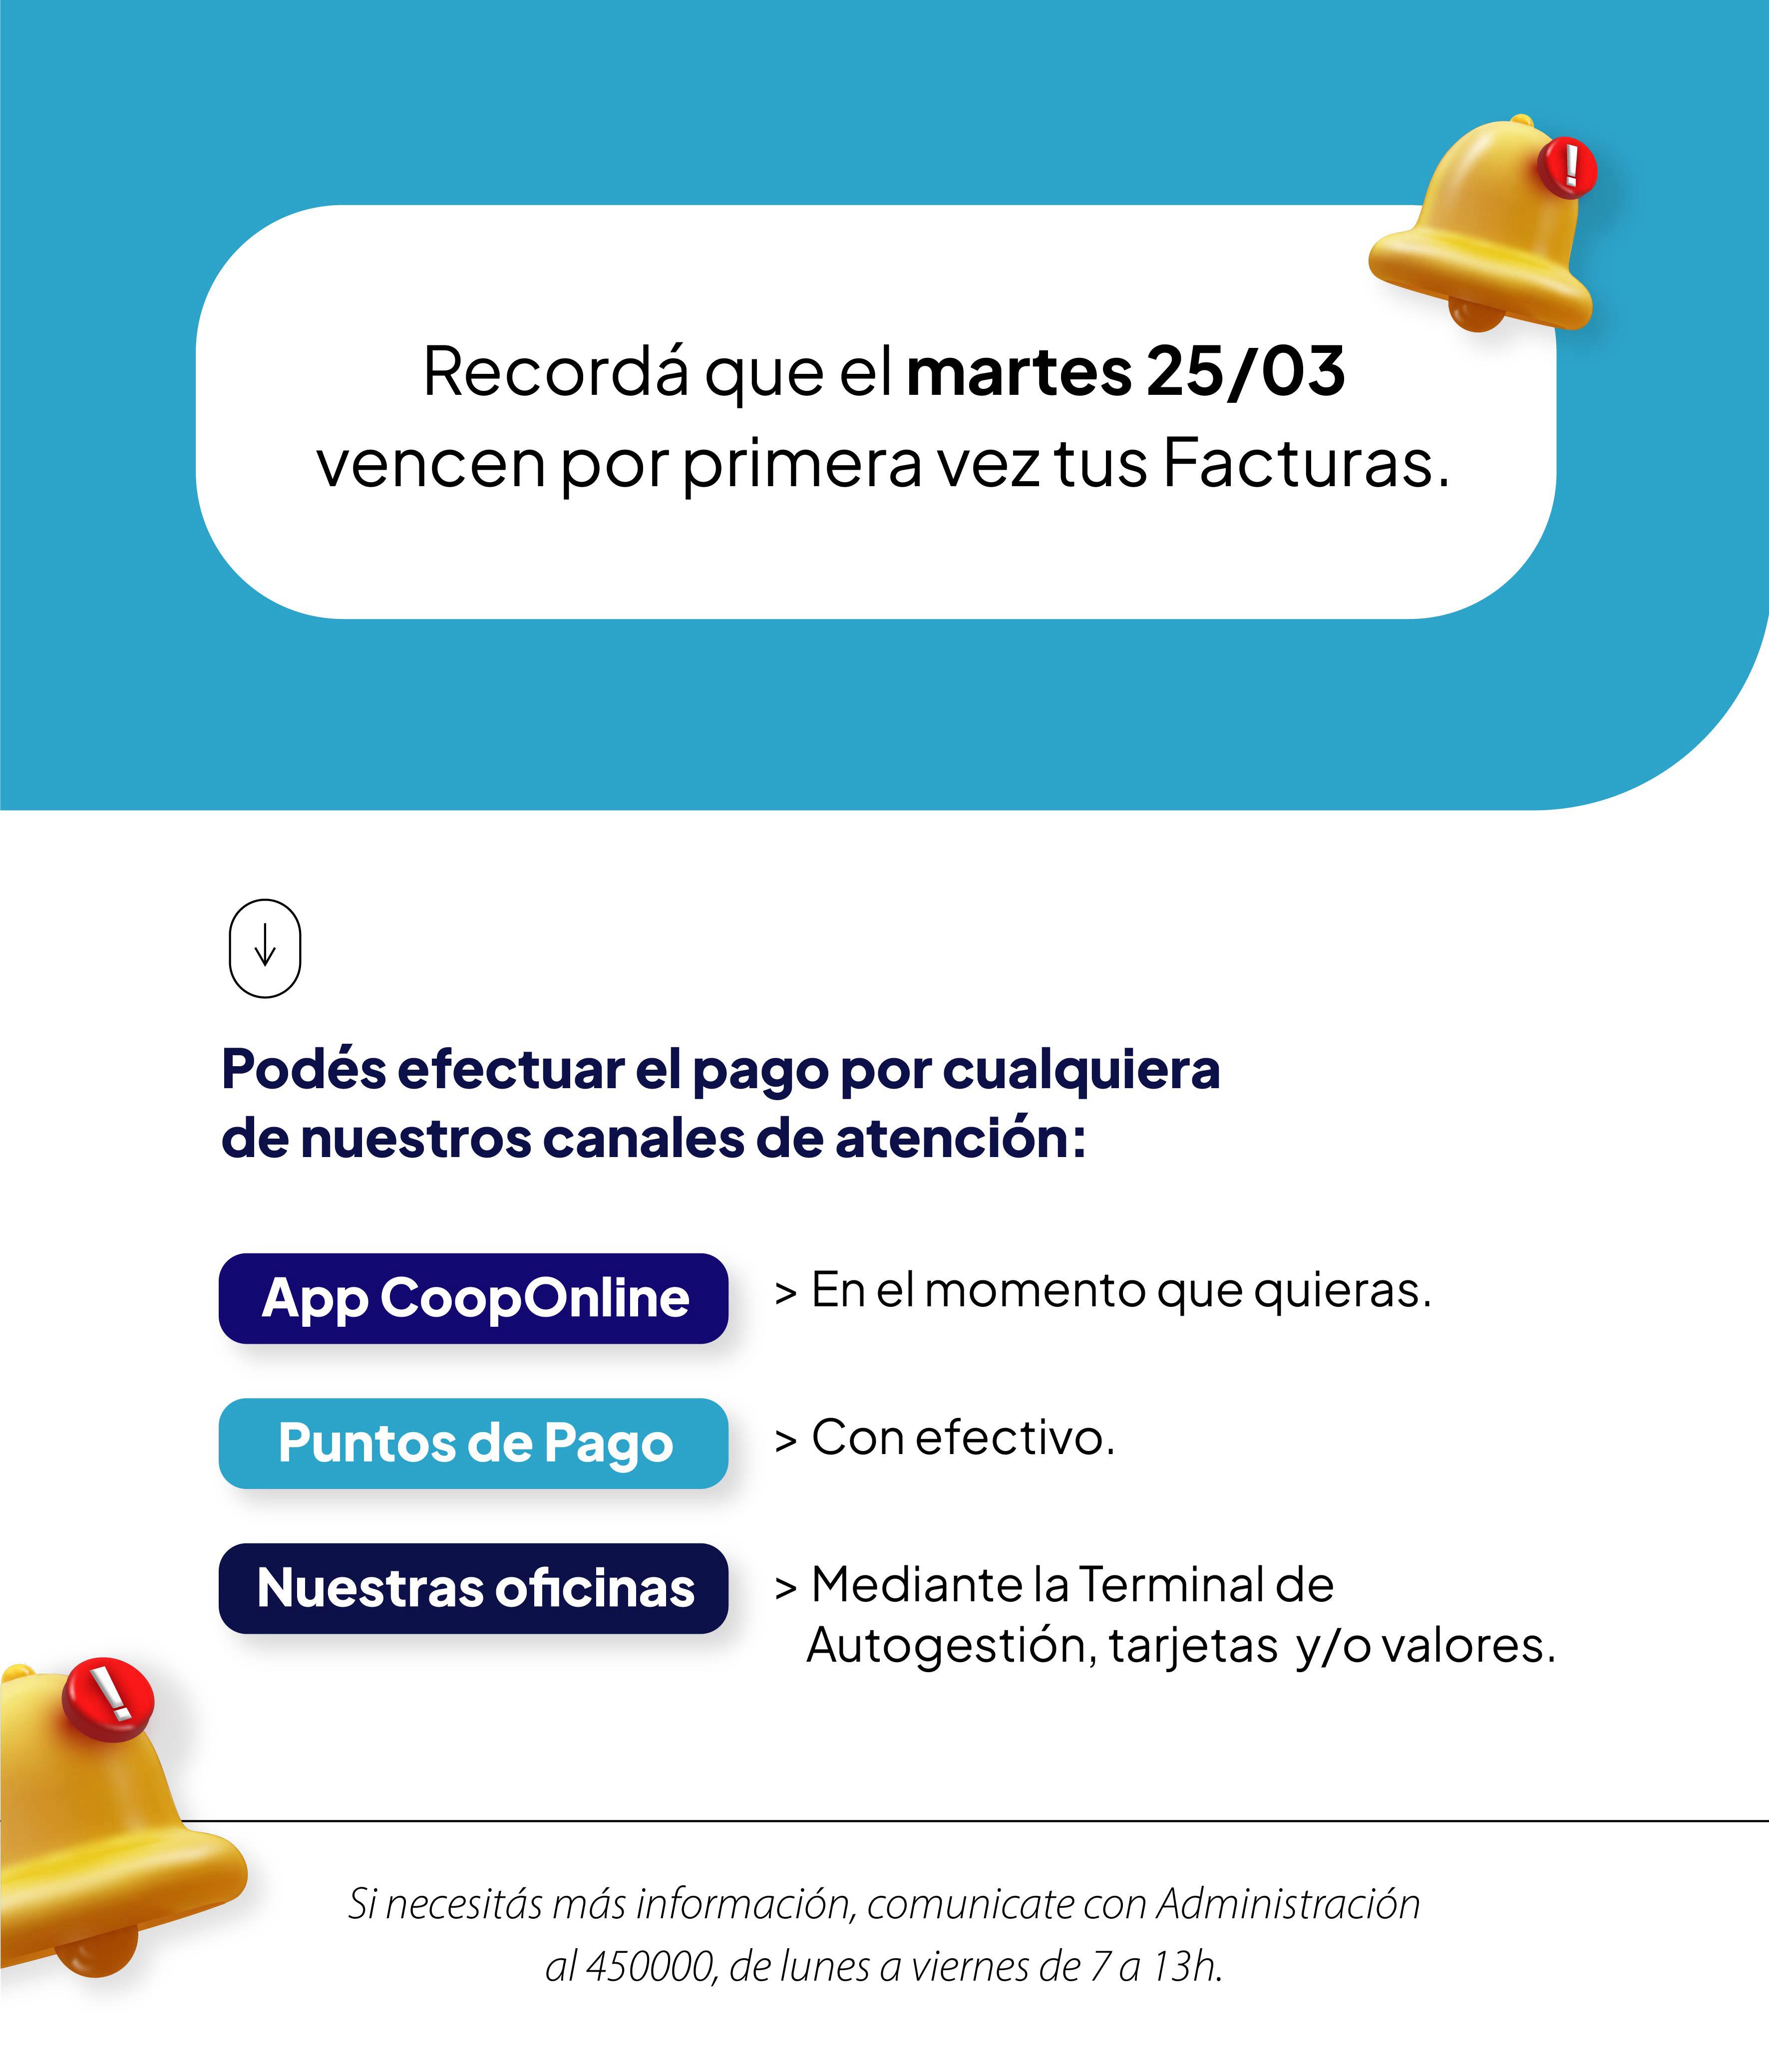 Recordá que el martes 25/03
vencen por primera vez tus Facturas.
Podés efectuar el pago por cualquiera
de nuestros canales de atención:
App CoopOnline
> En el momento que quieras.
Puntos de Pago
> Con efectivo.
Nuestras oficinas
> Mediante la Terminal de
Autogestión, tarjetas y/o valores.
Si necesitás más información, comunicate con Administración
al 450000, de lunes a viernes de 7 a 13h.